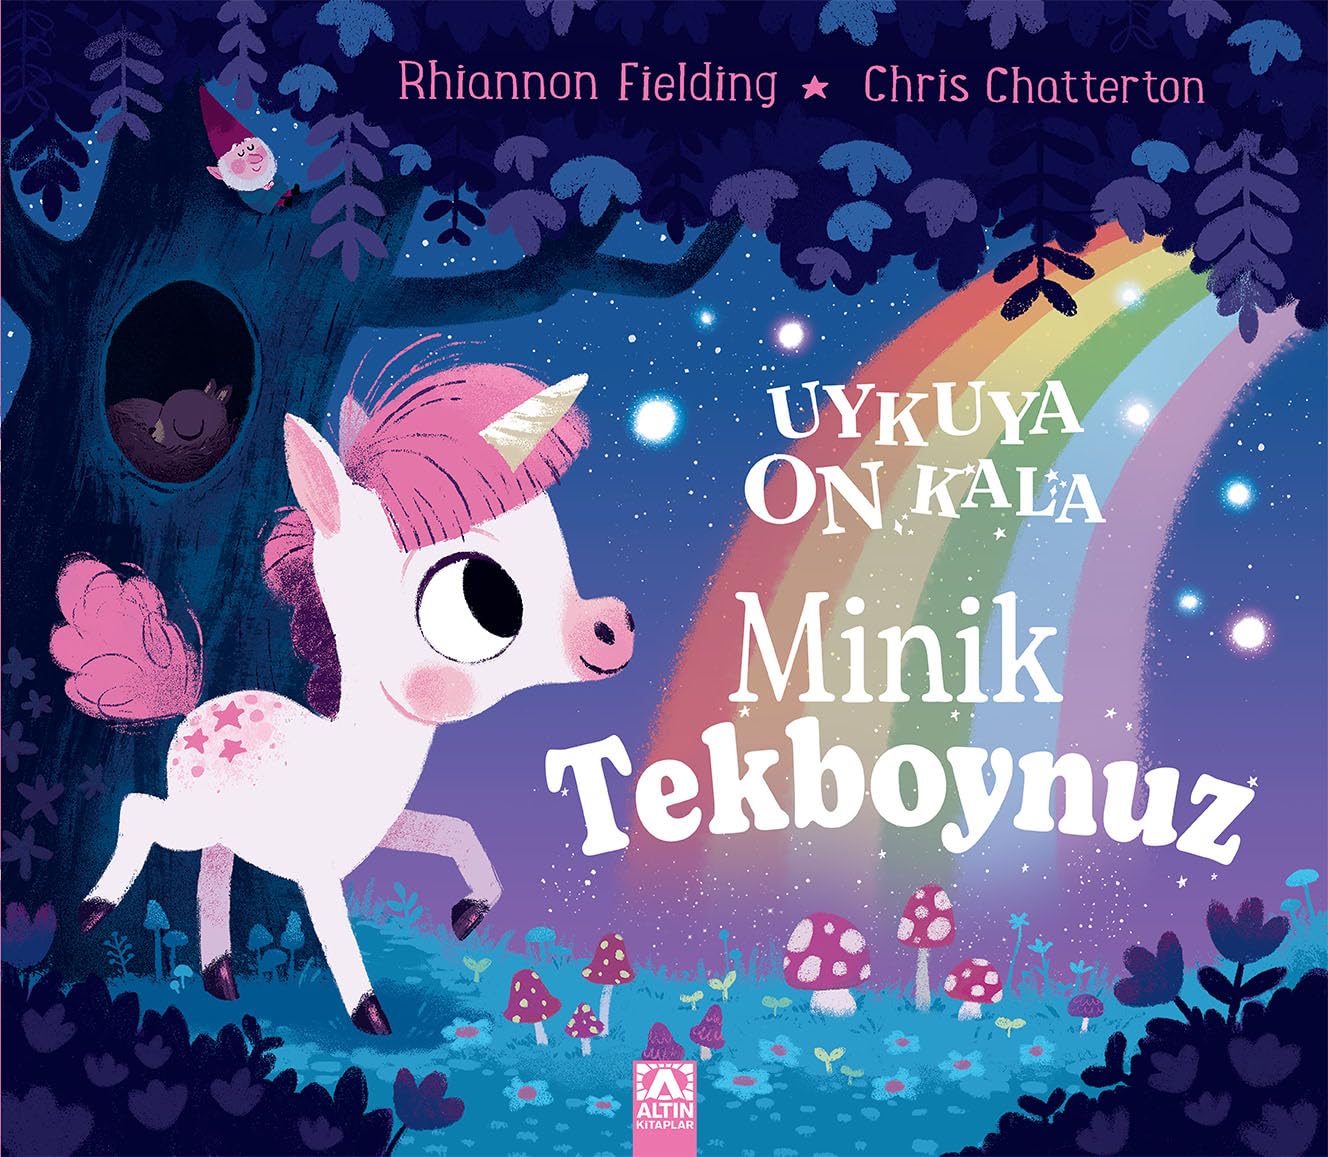 Rhiannon Fielding ★ Chris Chatterton
UYKUYA
ON KALA
Minik
Tekboynuz
ALTIN
KİTAPLAR